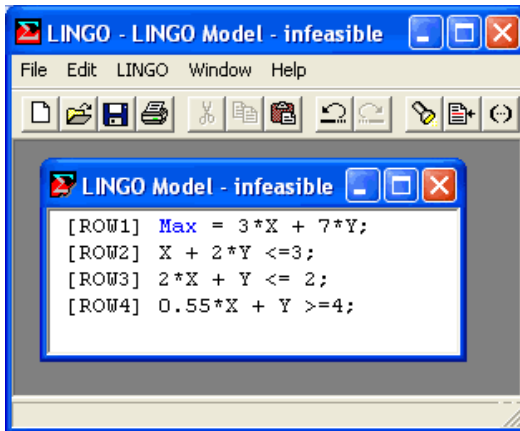 LINGO - LINGO Model - infeasible
File Edit LINGO Window Help
LINGO Model - infeasible
[ROW1] Max = 3*X + 7*Y;
[ROW2] X + 2*Y <=3;
[ROW3] 2*X + Y <= 2;
[ROW4] 0.55*X + Y >=4;